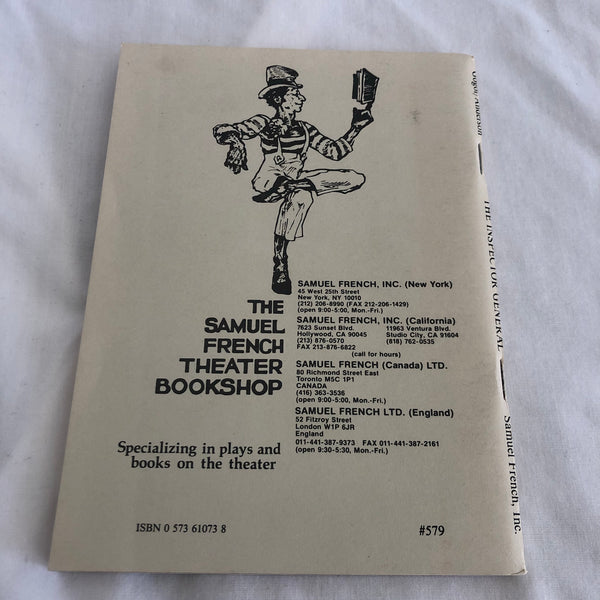 THE
SAMUEL
FRENCH
THEATER
BOOKSHOP
Specializing in plays and
books on the theater
SAMUEL FRENCH, INC. (New York)
45 West 25th Street
New York, NY 10010
(212) 206-8990 (FAX 212-206-1429)
(open 9:00-5:00, Mon.-Fri.)
SAMUEL FRENCH, INC. (California)
7623 Sunset Blvd. 11963 Ventura Blvd.
Hollywood, CA 90045 Studio City, CA 91604
(213) 876-0570 (818) 762-0535
FAX 213-876-6822
(call for hours)
SAMUEL FRENCH (Canada) LTD.
80 Richmond Street East
Toronto M5C 1P1
CANADA
(416) 363-3536
(open 9:00-5:00, Mon.-Fri.)
SAMUEL FRENCH LTD. (England)
52 Fitzroy Street
London W1P 6JR
England
011-441-387-9373 FAX 011-441-387-2161
(open 9:30-5:30, Mon.-Fri.)
ISBN 0 573 61073 8
#579
THE INSPECTOR GENERAL
Samuel French, Inc.